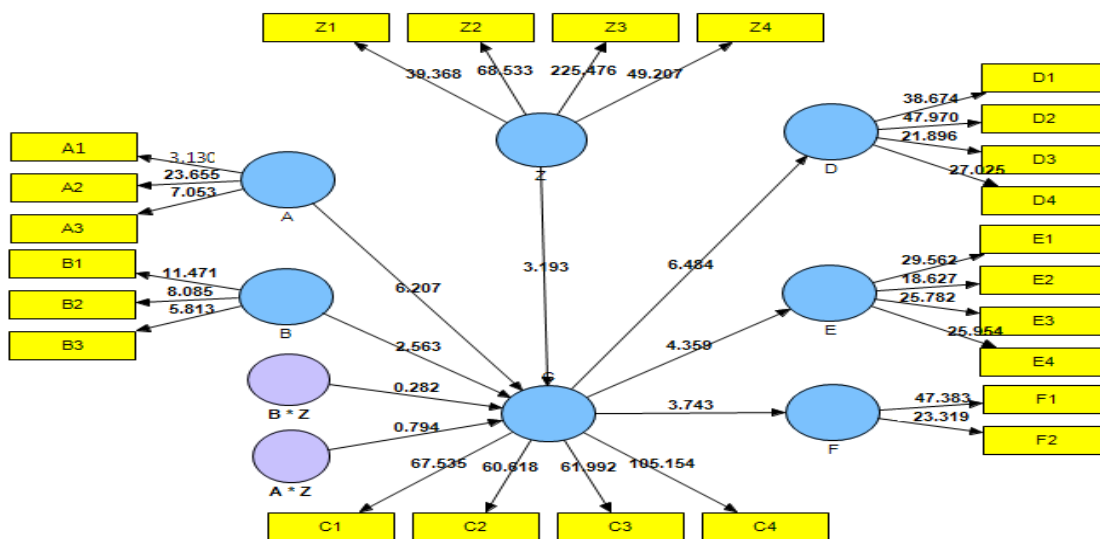 Z1 Z2 Z3 Z4
39.368 68.533 225.476 49.207
Z
A1
A2
A3
3.130
23.655
7.053
A
B1
B2
B3
11.471
8.085
5.813
B
B * Z
A * Z
6.207
2.563
0.282
0.794
3.193
C
6.484
4.359
3.743
D
38.674
47.970
21.896
27.025
D1
D2
D3
D4
E
29.562
18.627
25.782
25.954
E1
E2
E3
E4
F
47.383
23.319
F1
F2
67.535 60.618 61.992 105.154
C1 C2 C3 C4